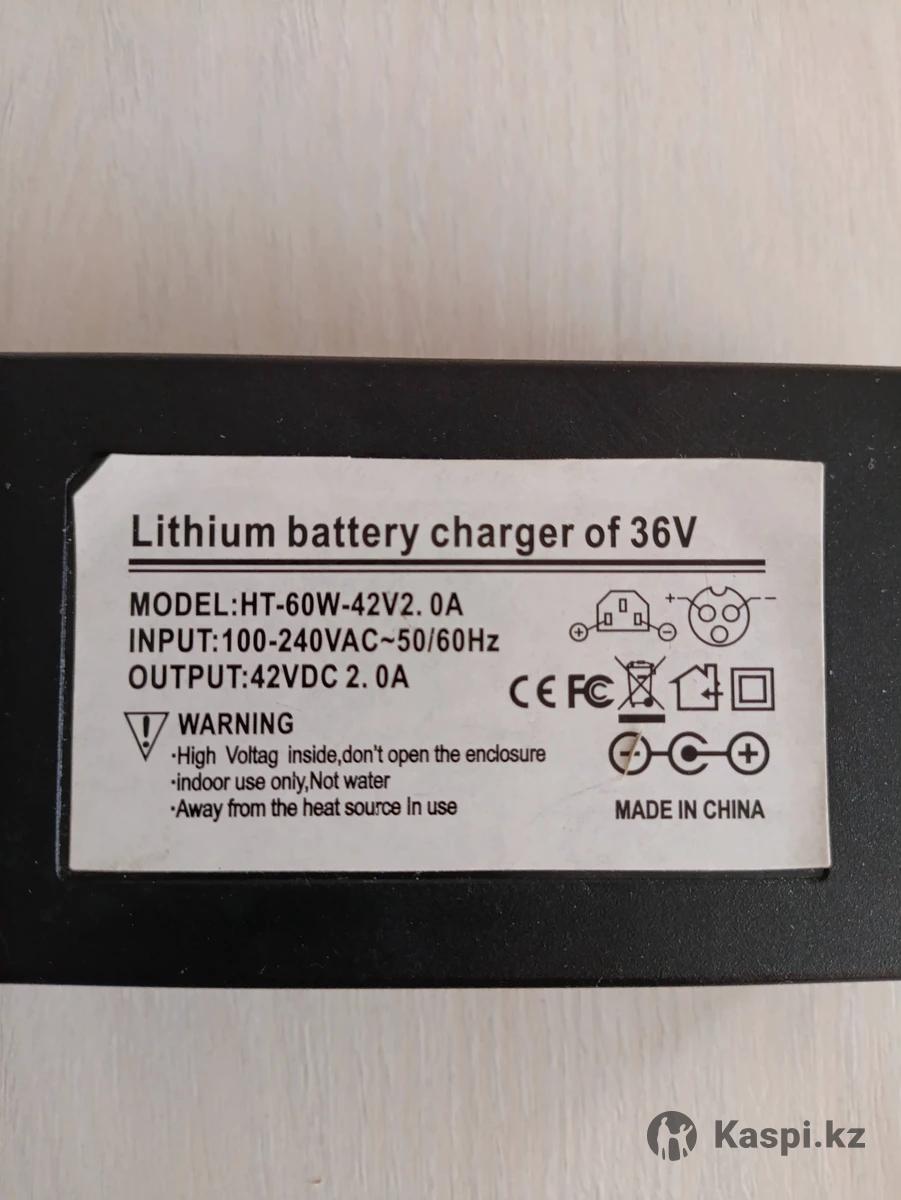 Lithium battery charger of 36V
MODEL:HT-60W-42V2.0A
INPUT:100-240VAC~50/60Hz
OUTPUT:42VDC 2.0A
CE FC
WARNING
·High Voltag inside,don't open the enclosure
·indoor use only,Not water
·Away from the heat source In use
MADE IN CHINA
Kaspi.kz